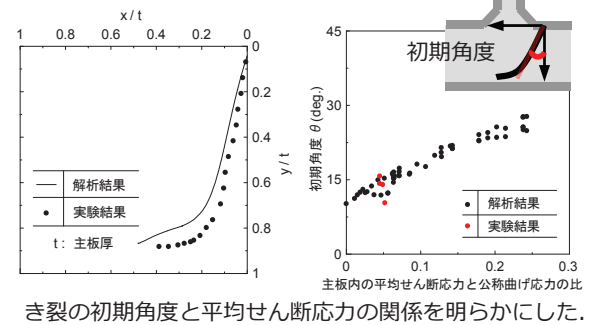 x / t
1 0.8 0.6 0.4 0.2 0
0
0.2
0.4
0.6
0.8
1
y / t
解析結果
実験結果
t : 主板厚
45
30
15
0
初期角度 θ (deg.)
初期角度
解析結果
実験結果
0 0.1 0.2 0.3
主板内の平均せん断応力と公称曲げ応力の比
き裂の初期角度と平均せん断応力の関係を明らかにした.